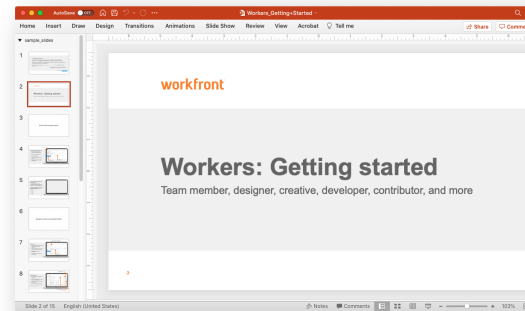 AutoSave OFF
Workers_Getting+Started
Home Insert Draw Design Transitions Animations Slide Show Review View Acrobat Tell me
Share Comme
sample_slides
1
2
3
4
5
6
7
8
workfront
Workers: Getting started
Team member, designer, creative, developer, contributor, and more
Slide 2 of 15 English (United States)
Notes Comments
103%